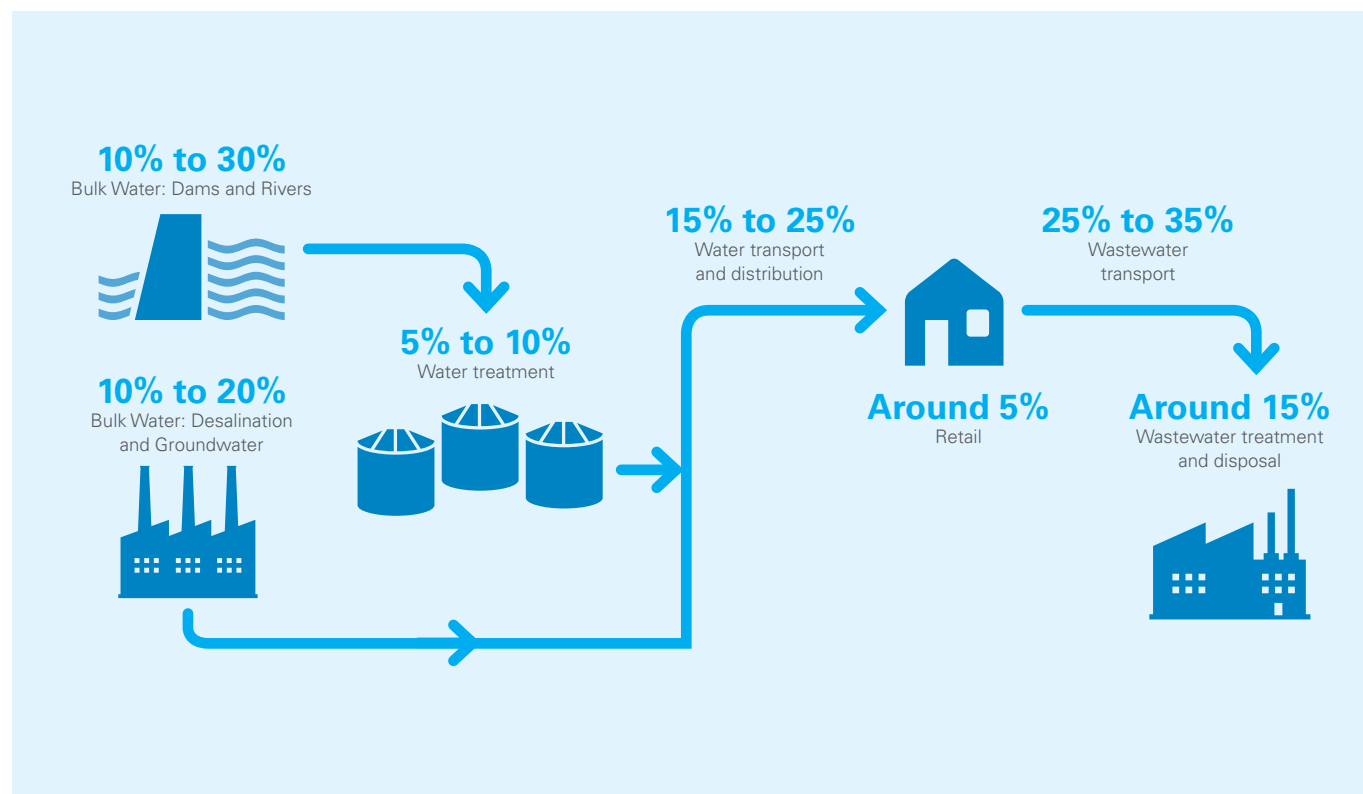 10% to 30%
Bulk Water: Dams and Rivers
10% to 20%
Bulk Water: Desalination
and Groundwater
5% to 10%
Water treatment
15% to 25%
Water transport
and distribution
Around 5%
Retail
25% to 35%
Wastewater
transport
Around 15%
Wastewater treatment
and disposal